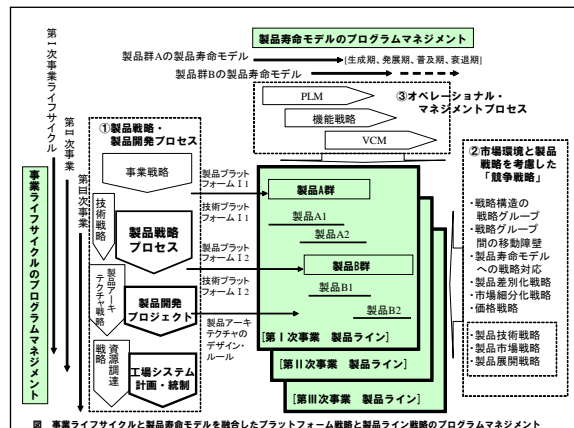 製品寿命モデルのプログラムマネジメント
製品群Aの製品寿命モデル
[生成期、発展期、普及期、衰退期]
製品群Bの製品寿命モデル
第Ⅰ次事業ライフサイクル
第Ⅱ次事業
第Ⅲ次事業
事業ライフサイクルのプログラムマネジメント
①製品戦略・
製品開発プロセス
事業戦略
技術戦略
製品戦略
プロセス
製品アーキ
テクチャ戦略
製品開発
プロジェクト
資源調達
戦略
工場システム
計画・統制
製品プラット
フォームⅠ1
技術プラット
フォームⅠ1
製品プラット
フォームⅠ2
技術プラット
フォームⅠ2
製品アーキ
テクチャの
デザイン・
ルール
PLM
機能戦略
VCM
③オペレーショナル・
マネジメントプロセス
製品A群
製品A1
製品A2
製品B群
製品B1
製品B2
[第Ⅰ次事業 製品ライン]
[第Ⅱ次事業 製品ライン]
[第Ⅲ次事業 製品ライン]
②市場環境と製品
戦略を考慮した
「競争戦略」
・戦略構造の
戦略グループ
・戦略グループ
間の移動障壁
・製品寿命モデル
への戦略対応
・製品差別化戦略
・市場細分化戦略
・価格戦略
・製品技術戦略
・製品市場戦略
・製品展開戦略
図 事業ライフサイクルと製品寿命モデルを融合したプラットフォーム戦略と製品ライン戦略のプログラムマネジメント